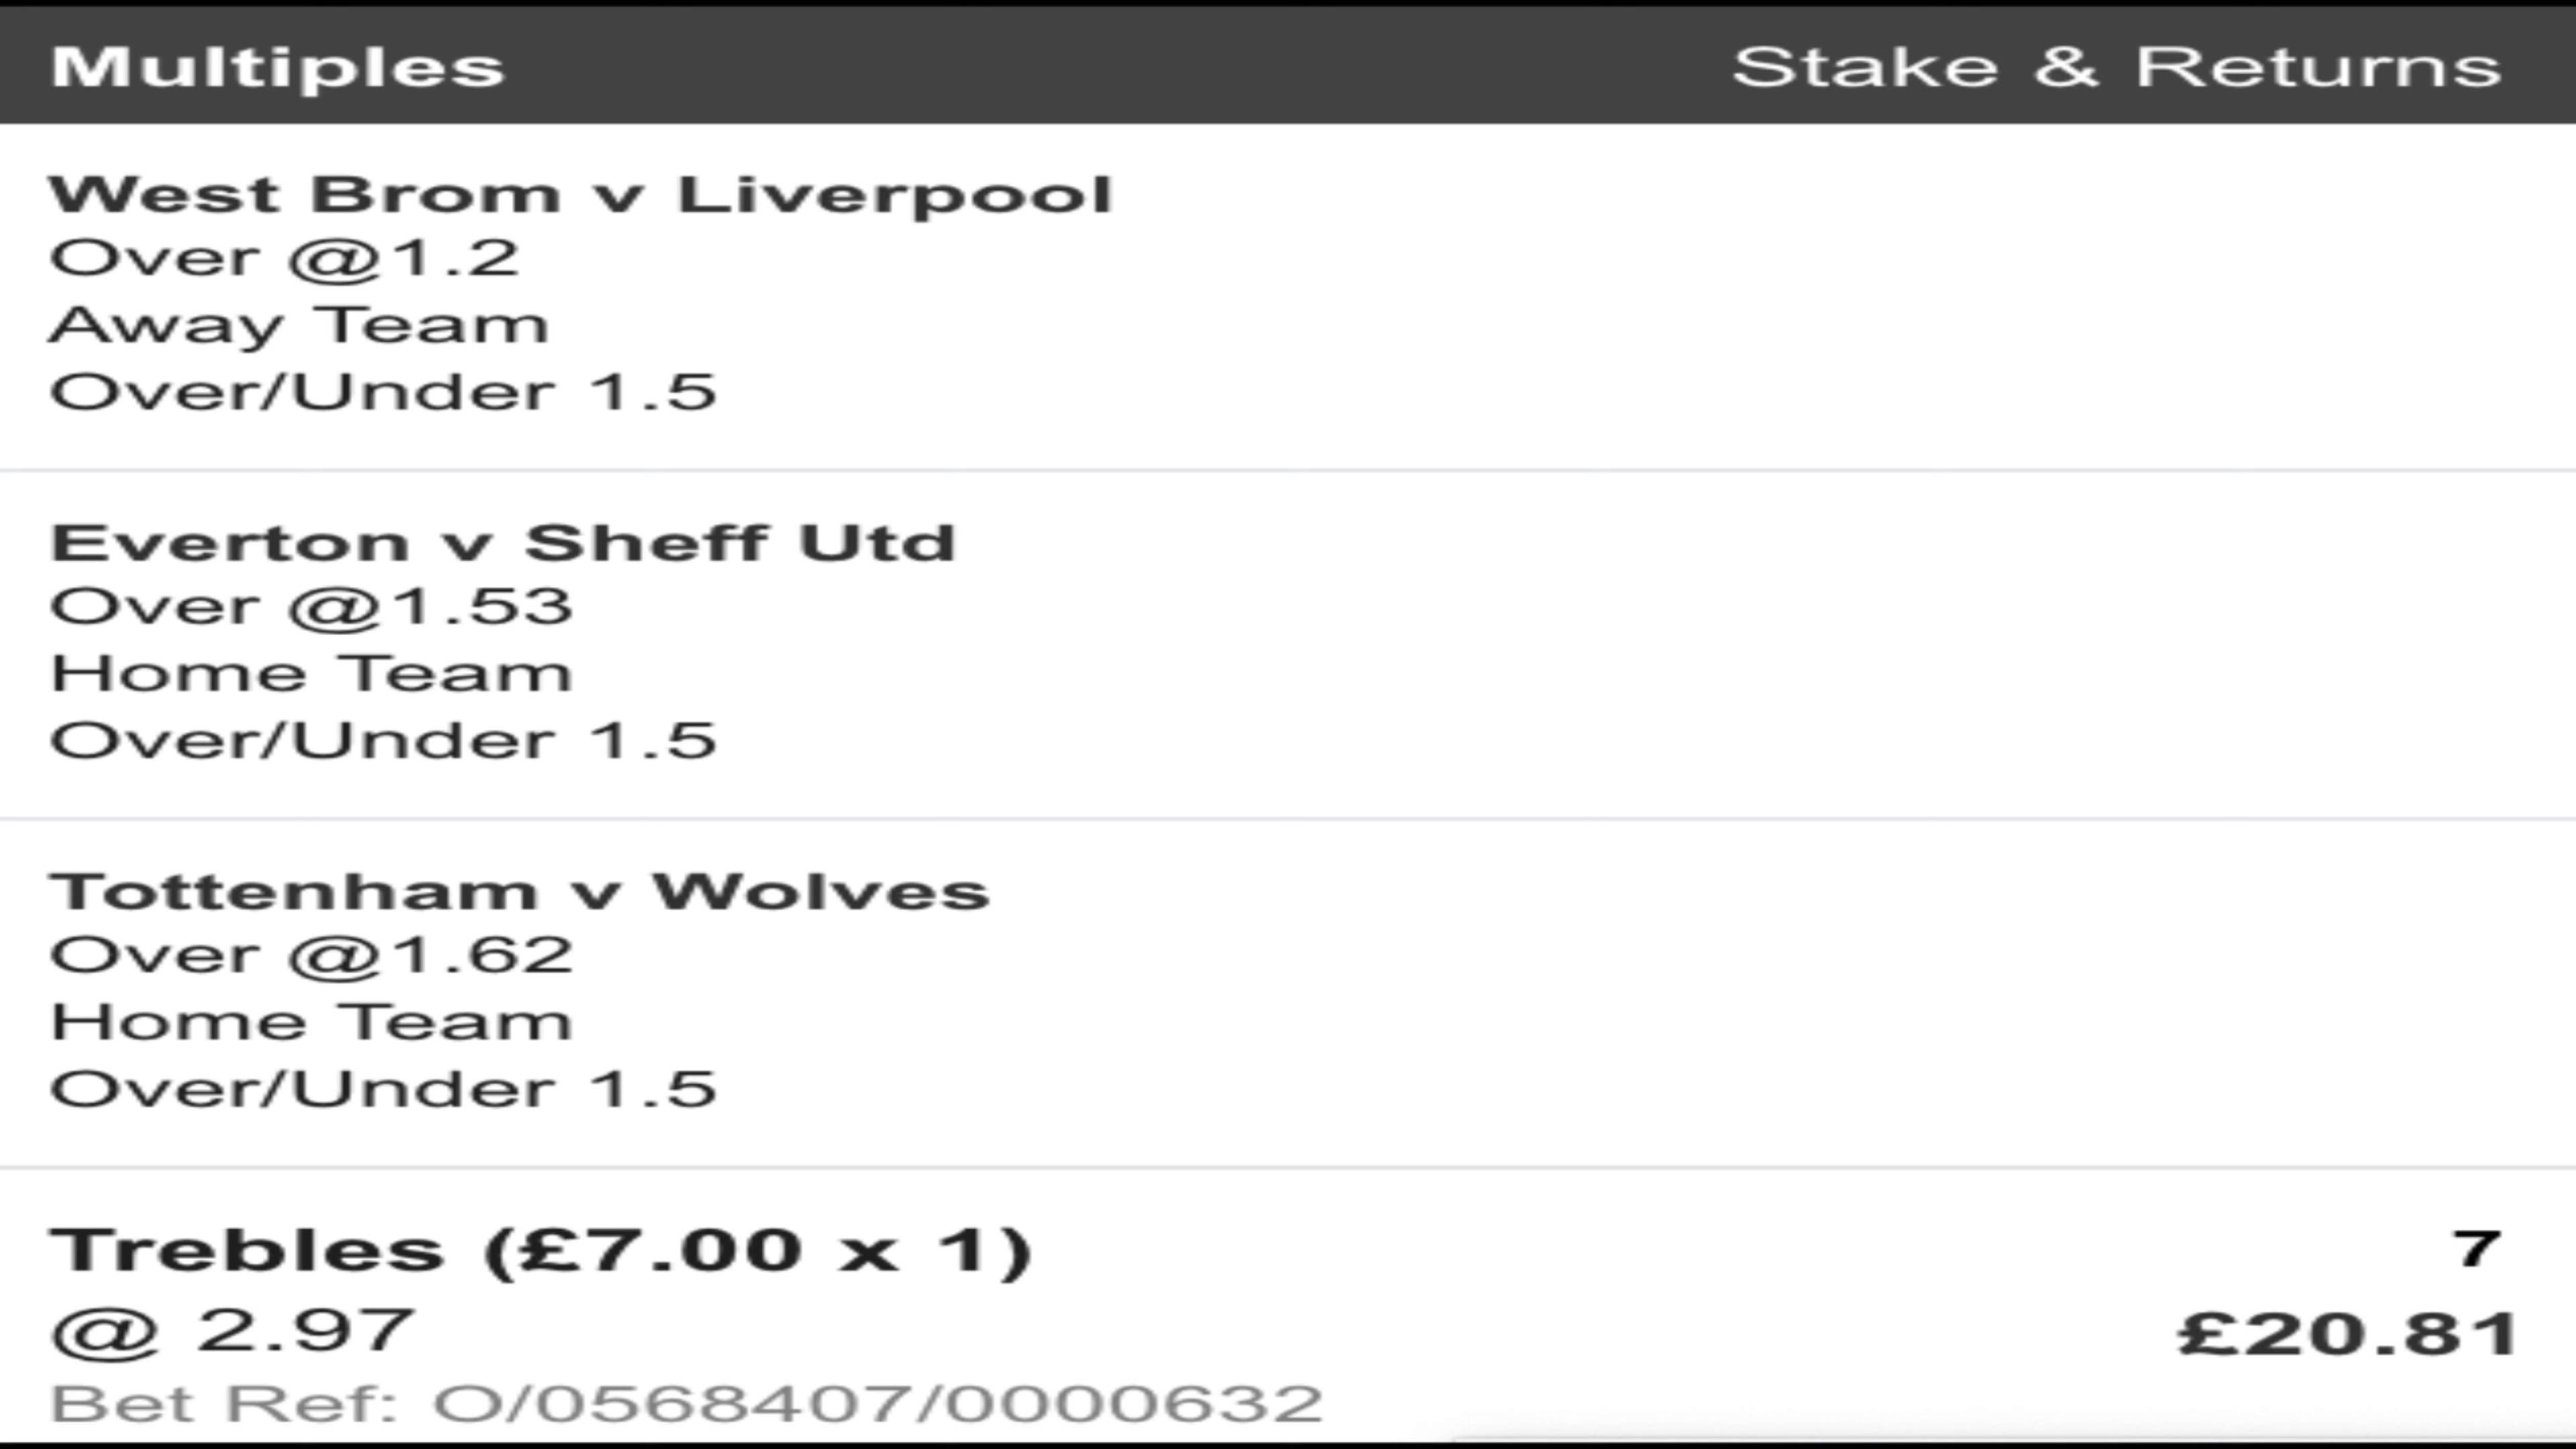 Multiples Stake & Returns
West Brom v Liverpool
Over @1.2
Away Team
Over/Under 1.5
Everton v Sheff Utd
Over @1.53
Home Team
Over/Under 1.5
Tottenham v Wolves
Over @1.62
Home Team
Over/Under 1.5
Trebles (£7.00 x 1) 7
@ 2.97 £20.81
Bet Ref: O/0568407/0000632